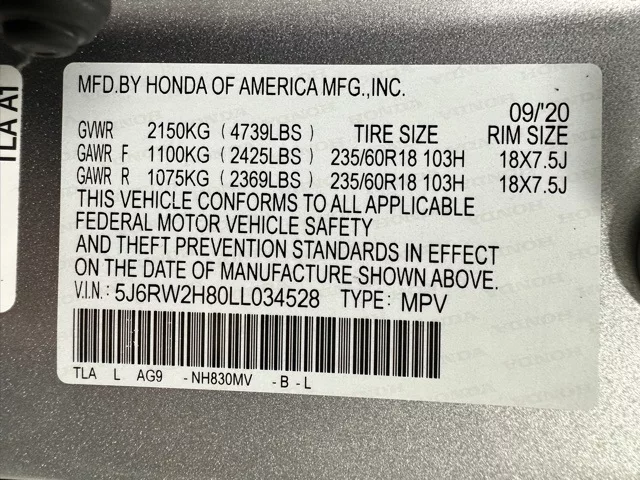 TLA A1
MFD.BY HONDA OF AMERICA MFG.,INC.
09/'20
GVWR 2150KG (4739LBS) TIRE SIZE RIM SIZE
GAWR F 1100KG (2425LBS) 235/60R18 103H 18X7.5J
GAWR R 1075KG (2369LBS) 235/60R18 103H 18X7.5J
THIS VEHICLE CONFORMS TO ALL APPLICABLE
FEDERAL MOTOR VEHICLE SAFETY
AND THEFT PREVENTION STANDARDS IN EFFECT
ON THE DATE OF MANUFACTURE SHOWN ABOVE.
V.I.N.: 5J6RW2H80LL034528 TYPE: MPV
TLA L AG9 -NH830MV -B-L